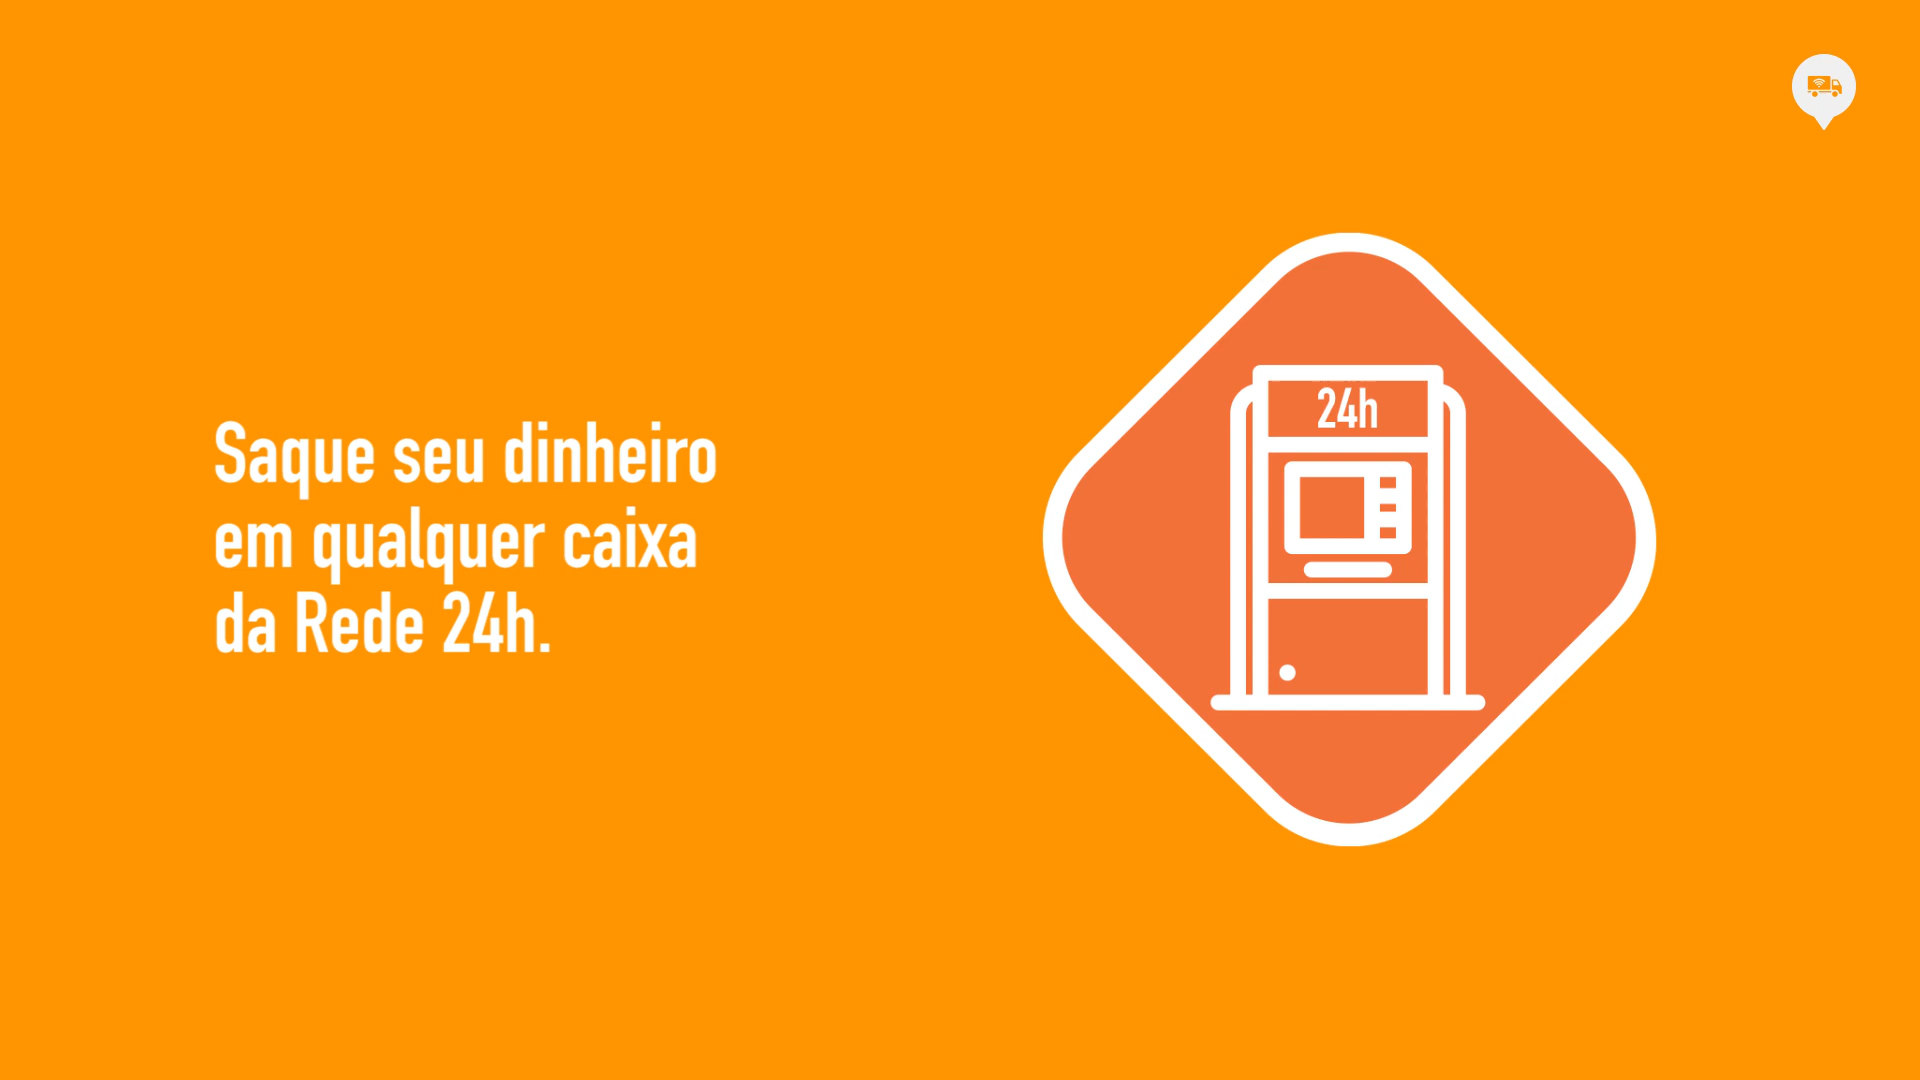 Saque seu dinheiro
em qualquer caixa
da Rede 24h.
24h